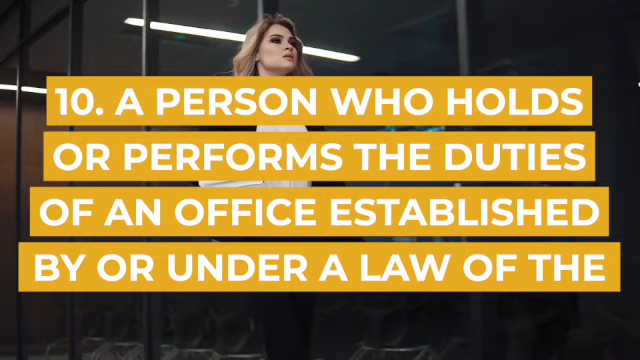 10. A PERSON WHO HOLDS
OR PERFORMS THE DUTIES
OF AN OFFICE ESTABLISHED
BY OR UNDER A LAW OF THE